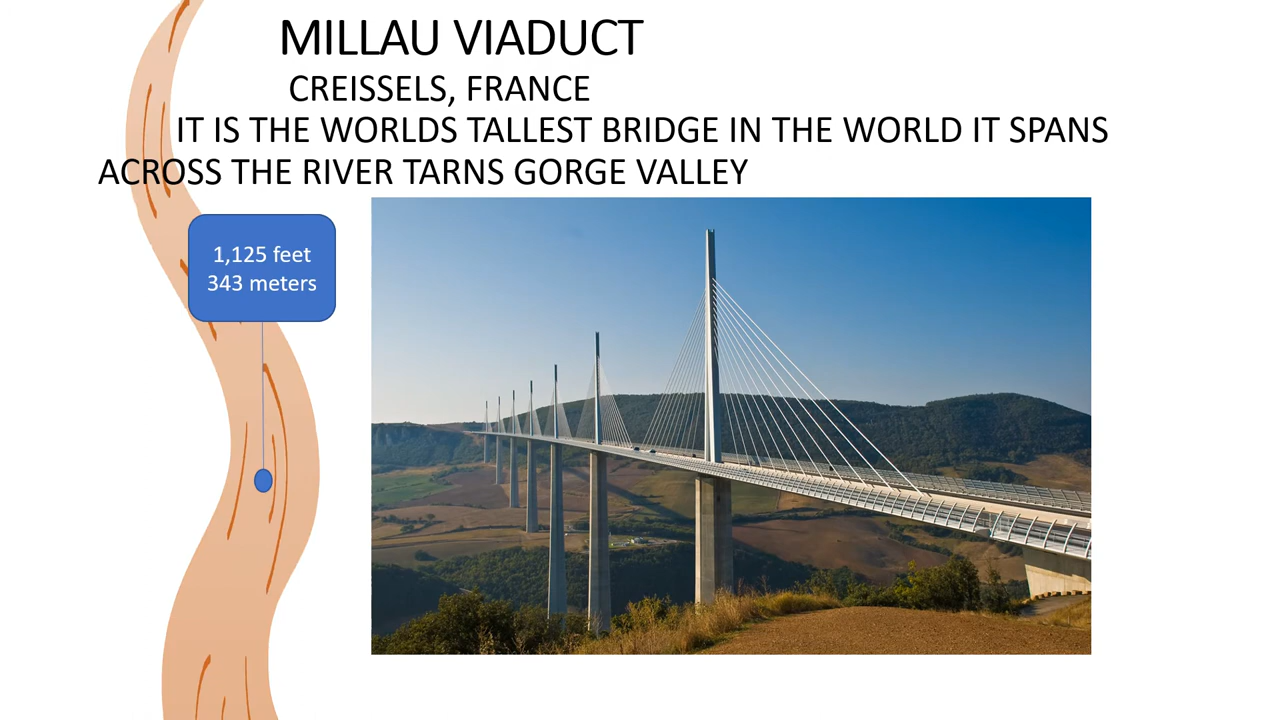 MILLAU VIADUCT
CREISSELS, FRANCE
IT IS THE WORLDS TALLEST BRIDGE IN THE WORLD IT SPANS
ACROSS THE RIVER TARNS GORGE VALLEY
1,125 feet
343 meters